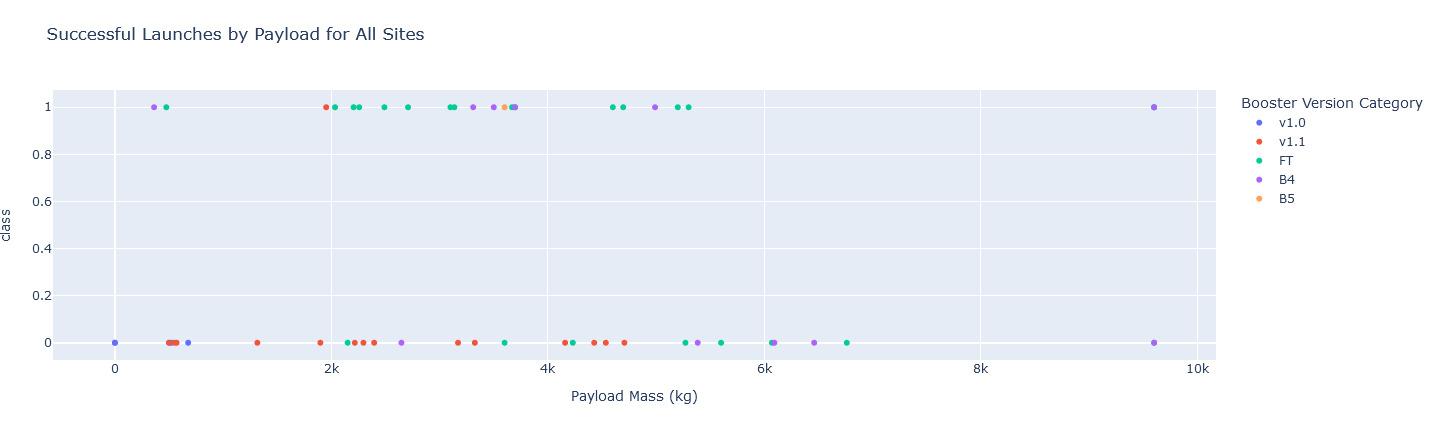 Successful Launches by Payload for All Sites
Booster Version Category
v1.0
v1.1
FT
B4
B5
class
1
0.8
0.6
0.4
0.2
0
0 2k 4k 6k 8k 10k
Payload Mass (kg)